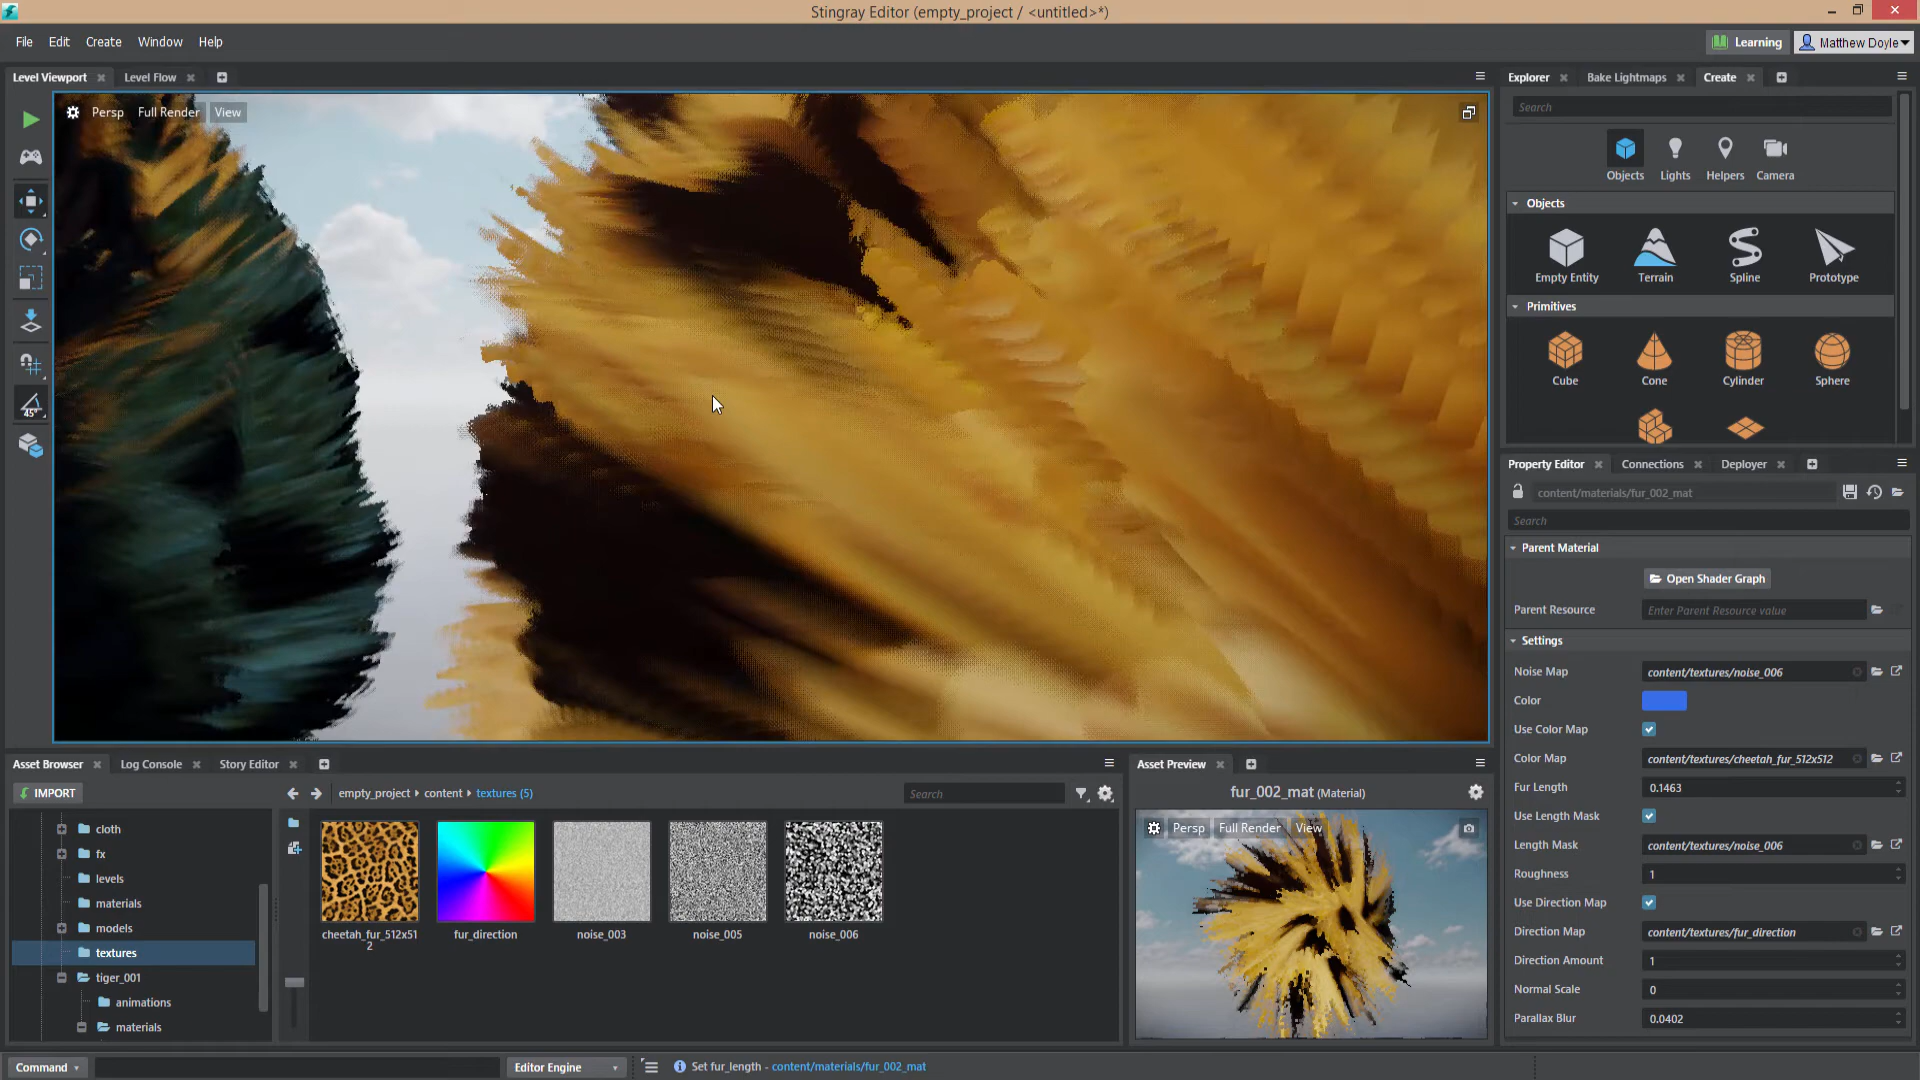 Stingray Editor (empty_project / <untitled>*)
File Edit Create Window Help
Learning Matthew Doyle
Level Viewport Level Flow
Persp Full Render View
45°
Explorer Bake Lightmaps Create
Search
Objects Lights Helpers Camera
Objects
Empty Entity Terrain Spline Prototype
Primitives
Cube Cone Cylinder Sphere
Property Editor Connections Deployer
content/materials/fur_002_mat
Search
Parent Material
Open Shader Graph
Parent Resource Enter Parent Resource value
Settings
Noise Map content/textures/noise_006
Color
Use Color Map
Color Map content/textures/cheetah_fur_512x512
Fur Length 0.1463
Use Length Mask
Length Mask content/textures/noise_006
Roughness 1
Use Direction Map
Direction Map content/textures/fur_direction
Direction Amount 1
Normal Scale 0
Parallax Blur 0.0402
Asset Browser Log Console Story Editor
IMPORT
empty_project content textures (5)
Search
cloth
fx
levels
materials
models
textures
tiger_001
animations
materials
cheetah_fur_512x51
2
fur_direction
noise_003
noise_005
noise_006
Asset Preview
fur_002_mat (Material)
Persp Full Render View
Command
Editor Engine
Set fur_length - content/materials/fur_002_mat